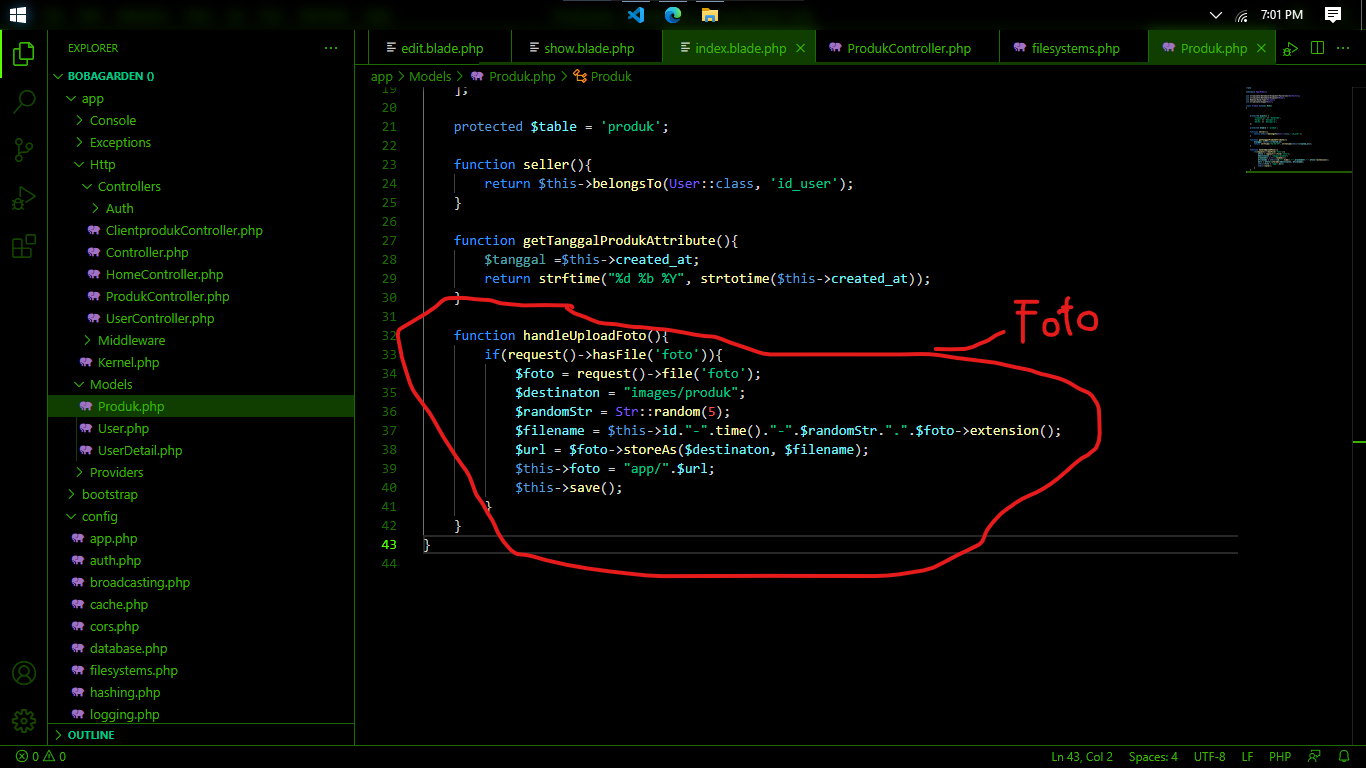 7:01 PM
EXPLORER
edit.blade.php
show.blade.php
index.blade.php
ProdukController.php
filesystems.php
Produk.php
BOBAGARDEN ()
app
Console
Exceptions
Http
Controllers
Auth
ClientprodukController.php
Controller.php
HomeController.php
ProdukController.php
UserController.php
Middleware
Kernel.php
Models
Produk.php
User.php
UserDetail.php
Providers
bootstrap
config
app.php
auth.php
broadcasting.php
cache.php
cors.php
database.php
filesystems.php
hashing.php
logging.php
OUTLINE
app > Models > Produk.php > Produk
19 ];
20
21 protected $table = 'produk';
22
23 function seller(){
24 return $this->belongsTo(User::class, 'id_user');
25 }
26
27 function getTanggalProdukAttribute(){
28 $tanggal =$this->created_at;
29 return strftime("%d %b %Y", strtotime($this->created_at));
30 }
31
32 function handleUploadFoto(){
33 if(request()->hasFile('foto')){
34 $foto = request()->file('foto');
35 $destinaton = "images/produk";
36 $randomStr = Str::random(5);
37 $filename = $this->id."-".time()."-".$randomStr.".".$foto->extension();
38 $url = $foto->storeAs($destinaton, $filename);
39 $this->foto = "app/".$url;
40 $this->save();
41 }
42 }
43 }
44
Foto
0 0
Ln 43, Col 2 Spaces: 4 UTF-8 LF PHP